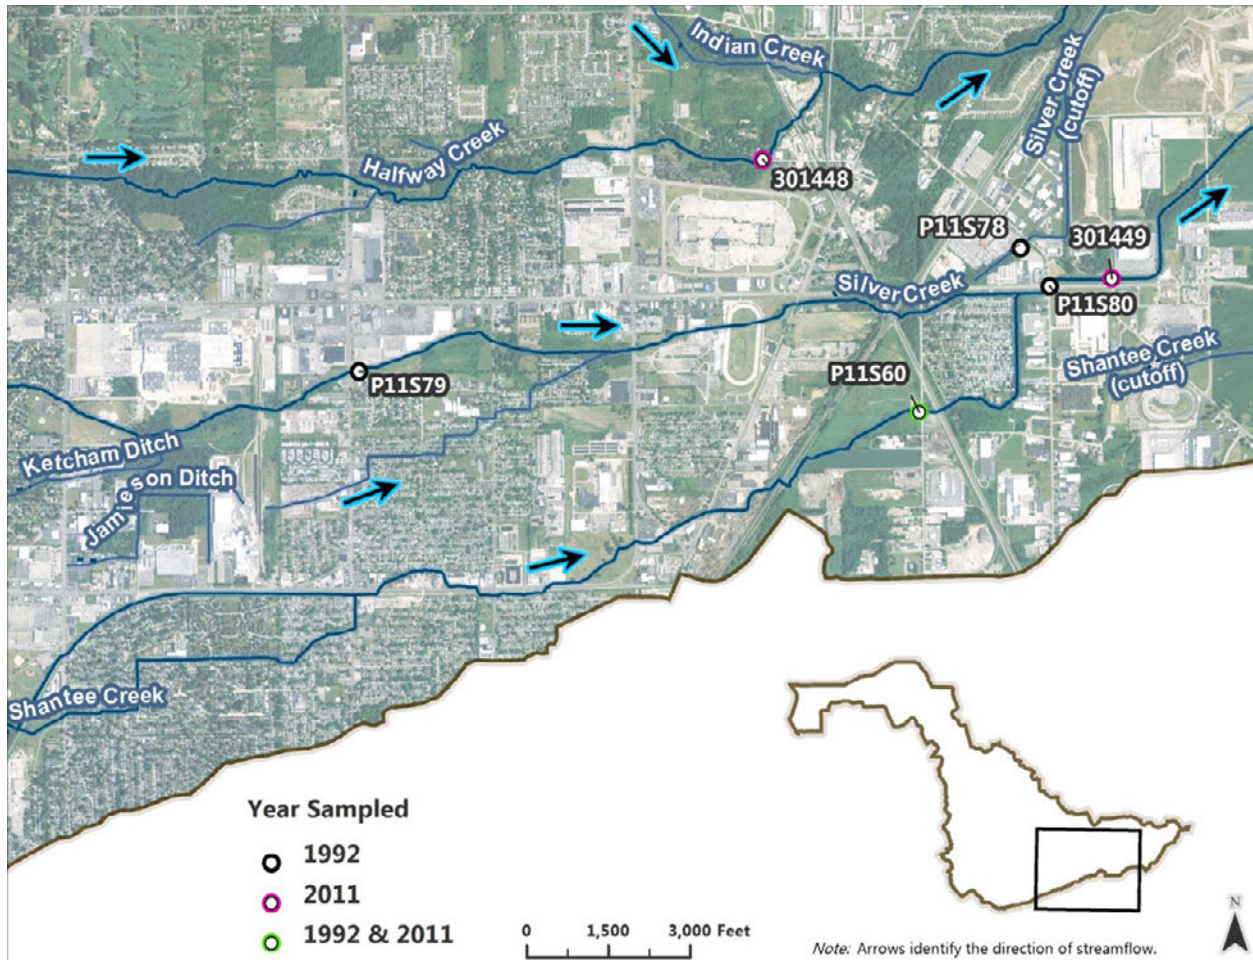 Indian Creek
Silver Creek
(cutoff)
Halfway Creek
301448
P11S78
301449
Silver Creek
P11S80
P11S79
P11S60
Shantee Creek
(cutoff)
Ketcham Ditch
Jamieson Ditch
Shantee Creek
Year Sampled
1992
2011
1992 & 2011
0 1,500 3,000 Feet
N
Note: Arrows identify the direction of streamflow.